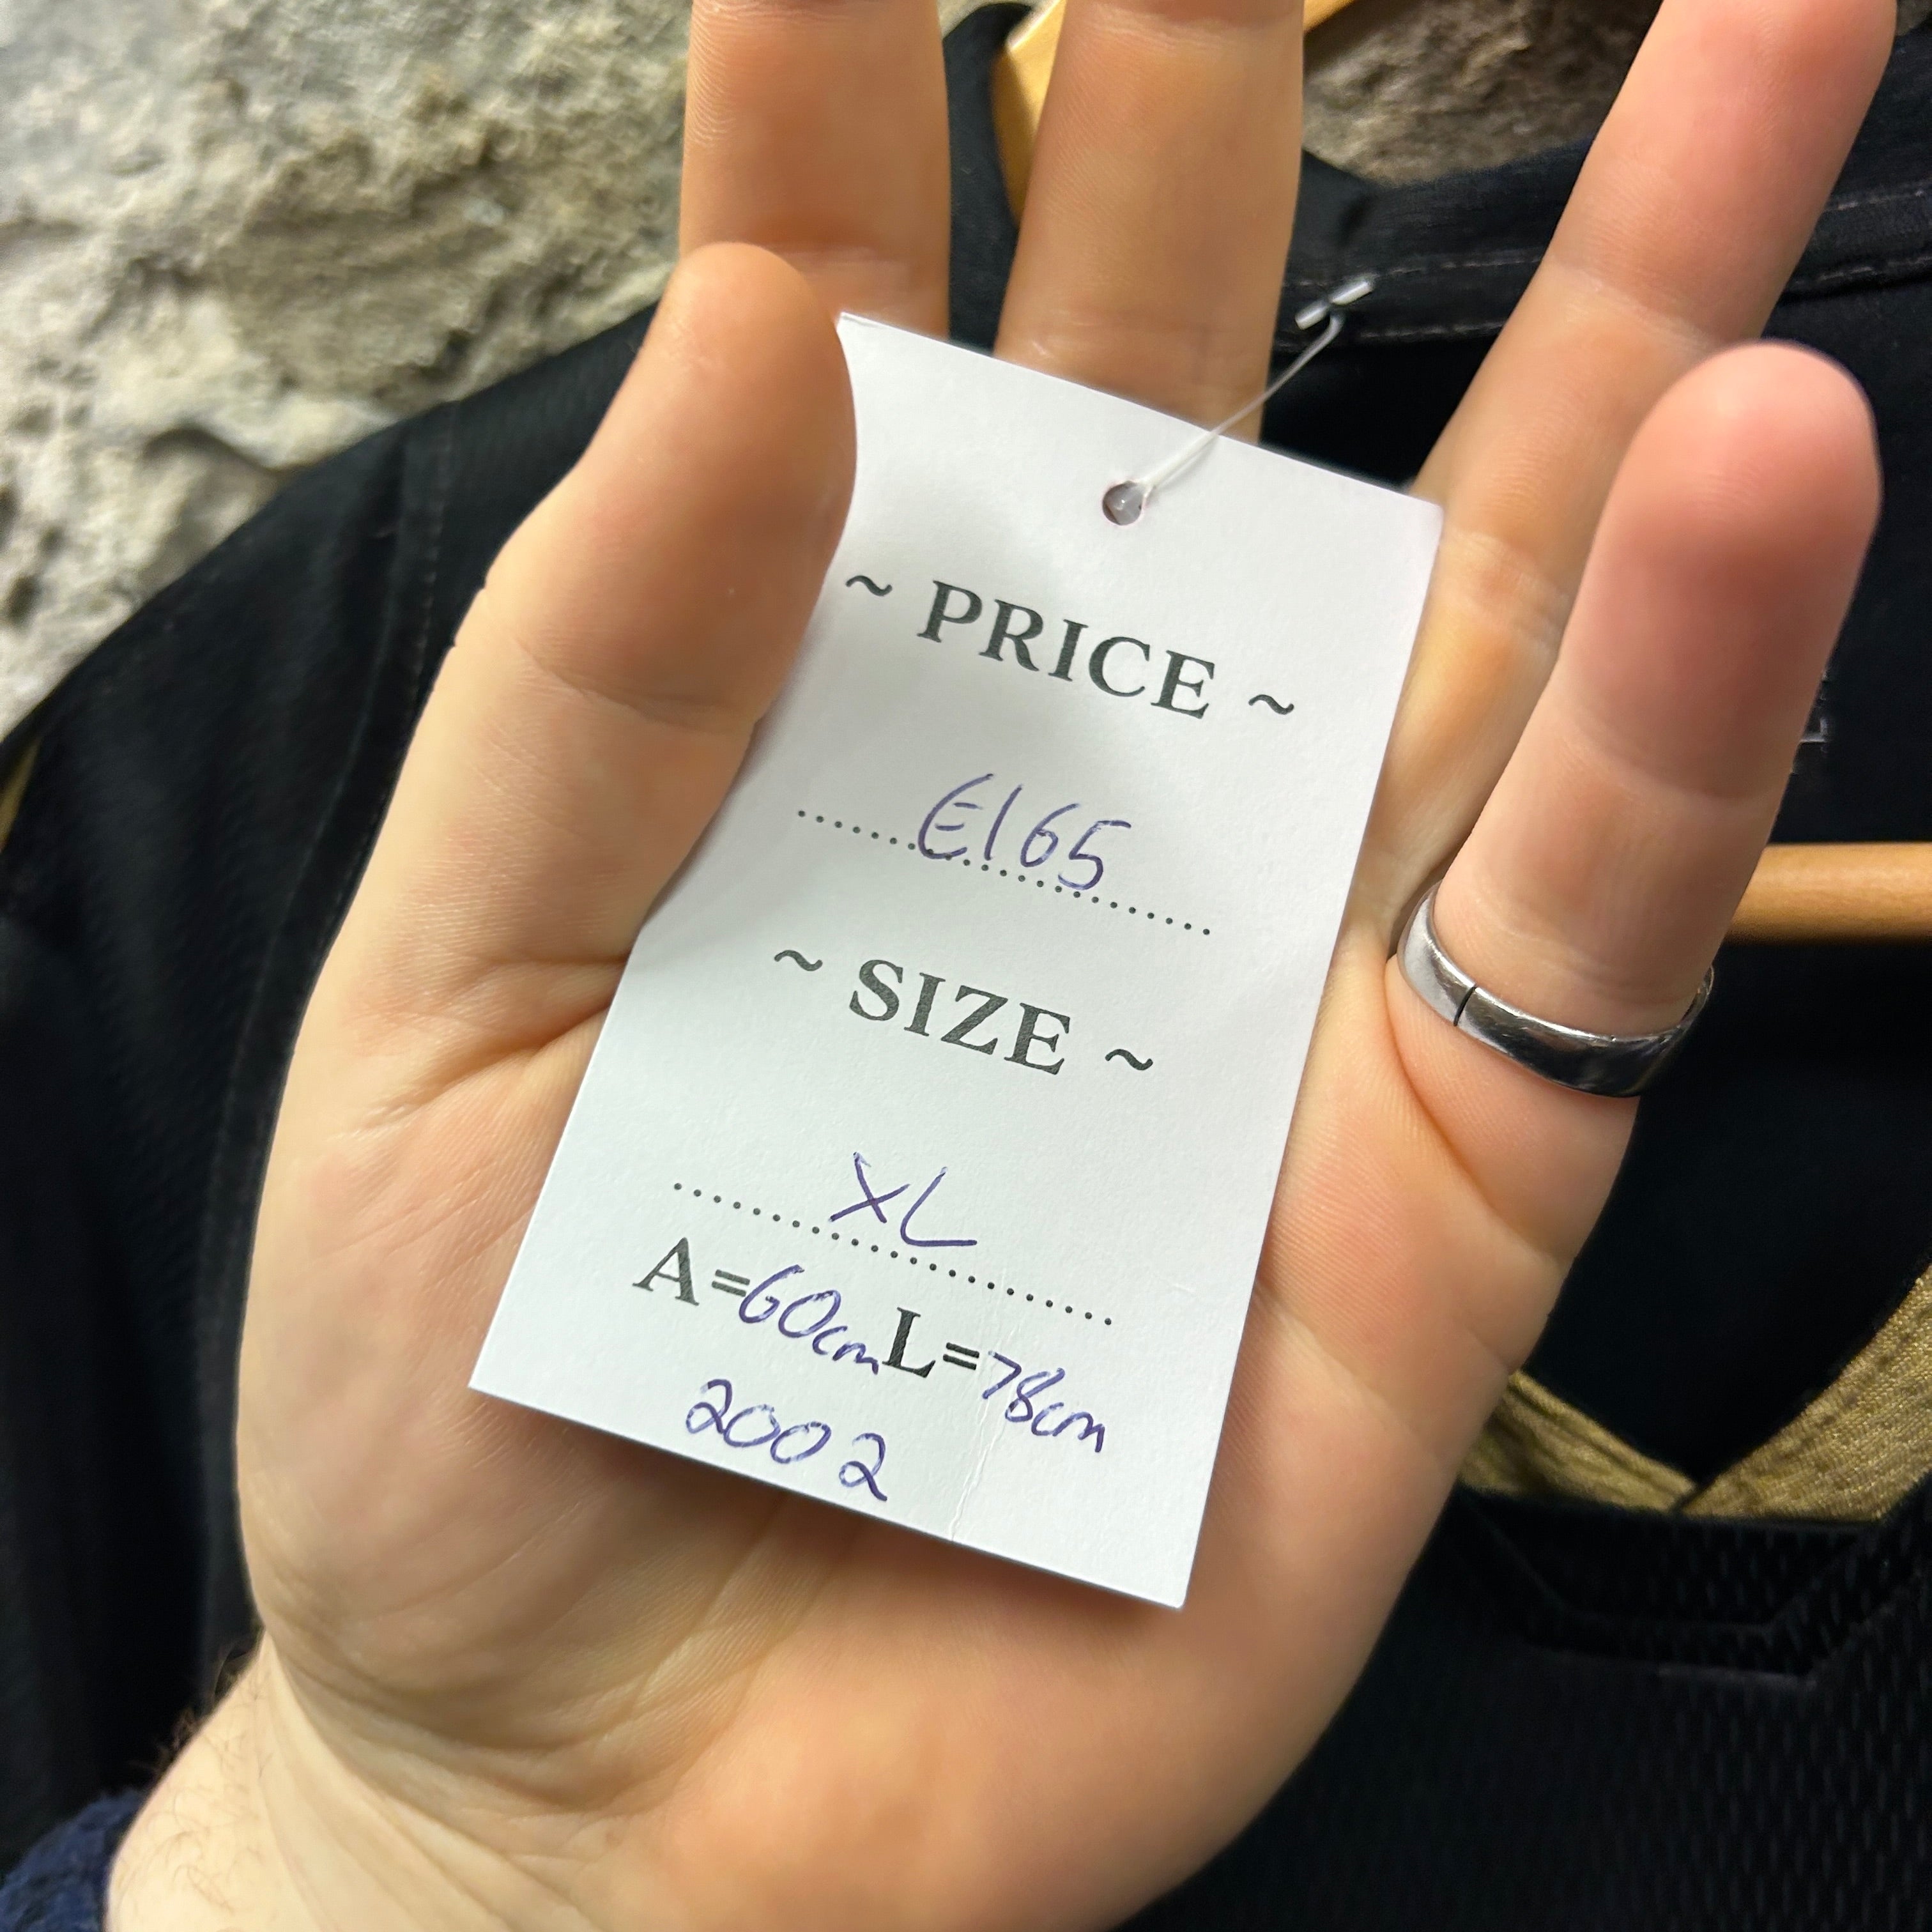 ~ PRICE ~
€165
~ SIZE ~
XL
A=60cm L=78cm
2002